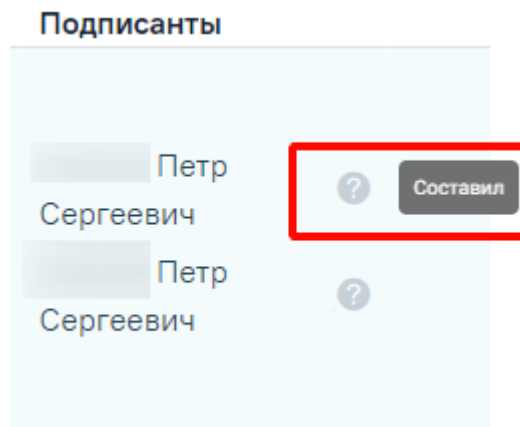 Подписанты
Петр
? Составил
Сергеевич
Петр
?
Сергеевич